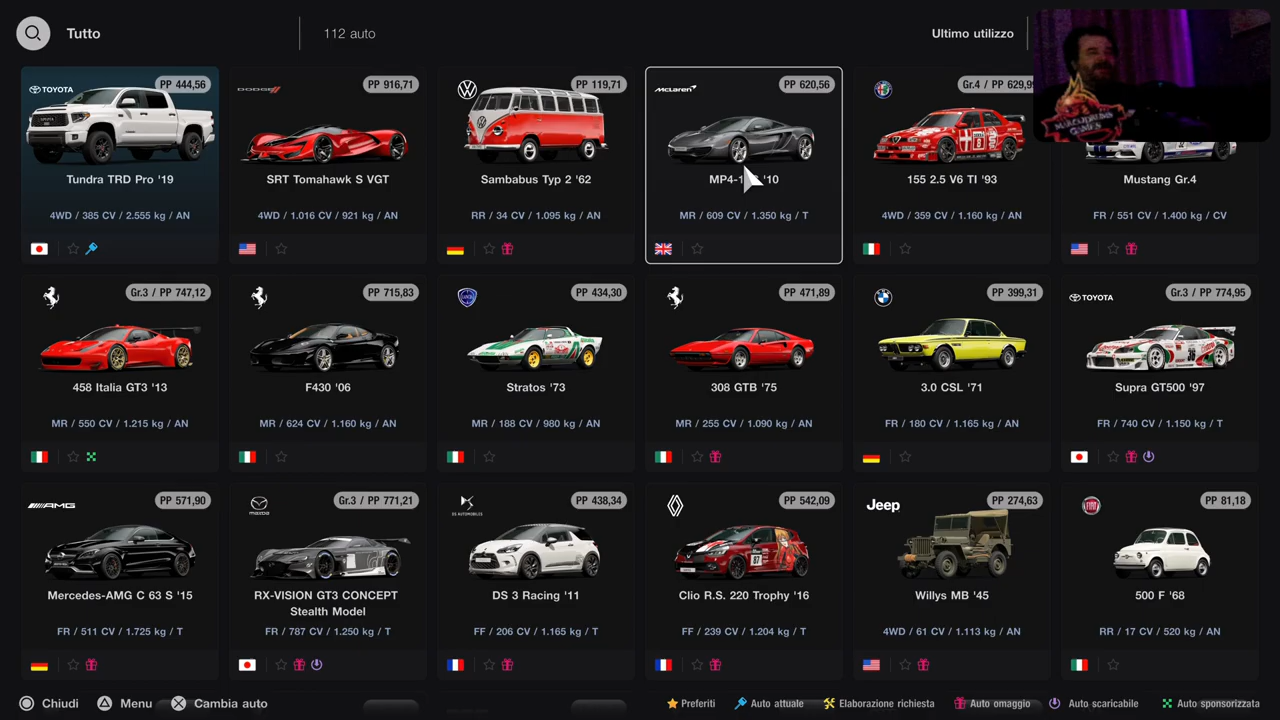 Tutto
112 auto
Ultimo utilizzo
TOYOTA
PP 444,56
Tundra TRD Pro '19
4WD / 385 CV / 2.555 kg / AN
DODGE
PP 916,71
SRT Tomahawk S VGT
4WD / 1.016 CV / 921 kg / AN
PP 119,71
Sambabus Typ 2 '62
RR / 34 CV / 1.095 kg / AN
McLaren
PP 620,56
MR / 609 CV / 1.350 kg / T
Gr.4 / PP 629,9
155 2.5 V6 TI '93
4WD / 359 CV / 1.160 kg / AN
Mustang Gr.4
FR / 551 CV / 1.400 kg / CV
Gr.3 / PP 747,12
458 Italia GT3 '13
MR / 550 CV / 1.215 kg / AN
PP 715,83
F430 '06
MR / 624 CV / 1.160 kg / AN
PP 434,30
Stratos '73
MR / 188 CV / 980 kg / AN
PP 471,89
308 GTB '75
MR / 255 CV / 1.090 kg / AN
PP 399,31
3.0 CSL '71
FR / 180 CV / 1.165 kg / AN
TOYOTA
Gr.3 / PP 774,95
Supra GT500 '97
FR / 740 CV / 1.150 kg / T
AMG
PP 571,90
Mercedes-AMG C 63 S '15
FR / 511 CV / 1.725 kg / T
mazda
Gr.3 / PP 771,21
RX-VISION GT3 CONCEPT
Stealth Model
FR / 787 CV / 1.250 kg / T
DS AUTOMOBILES
PP 438,34
DS 3 Racing '11
FF / 206 CV / 1.165 kg / T
PP 542,09
Clio R.S. 220 Trophy '16
FF / 239 CV / 1.204 kg / T
Jeep
PP 274,63
Willys MB '45
4WD / 61 CV / 1.113 kg / AN
FIAT
PP 81,18
500 F '68
RR / 17 CV / 520 kg / AN
Chiudi
Menu
Cambia auto
Preferiti
Auto attuale
Elaborazione richiesta
Auto omaggio
Auto scaricabile
Auto sponsorizzata